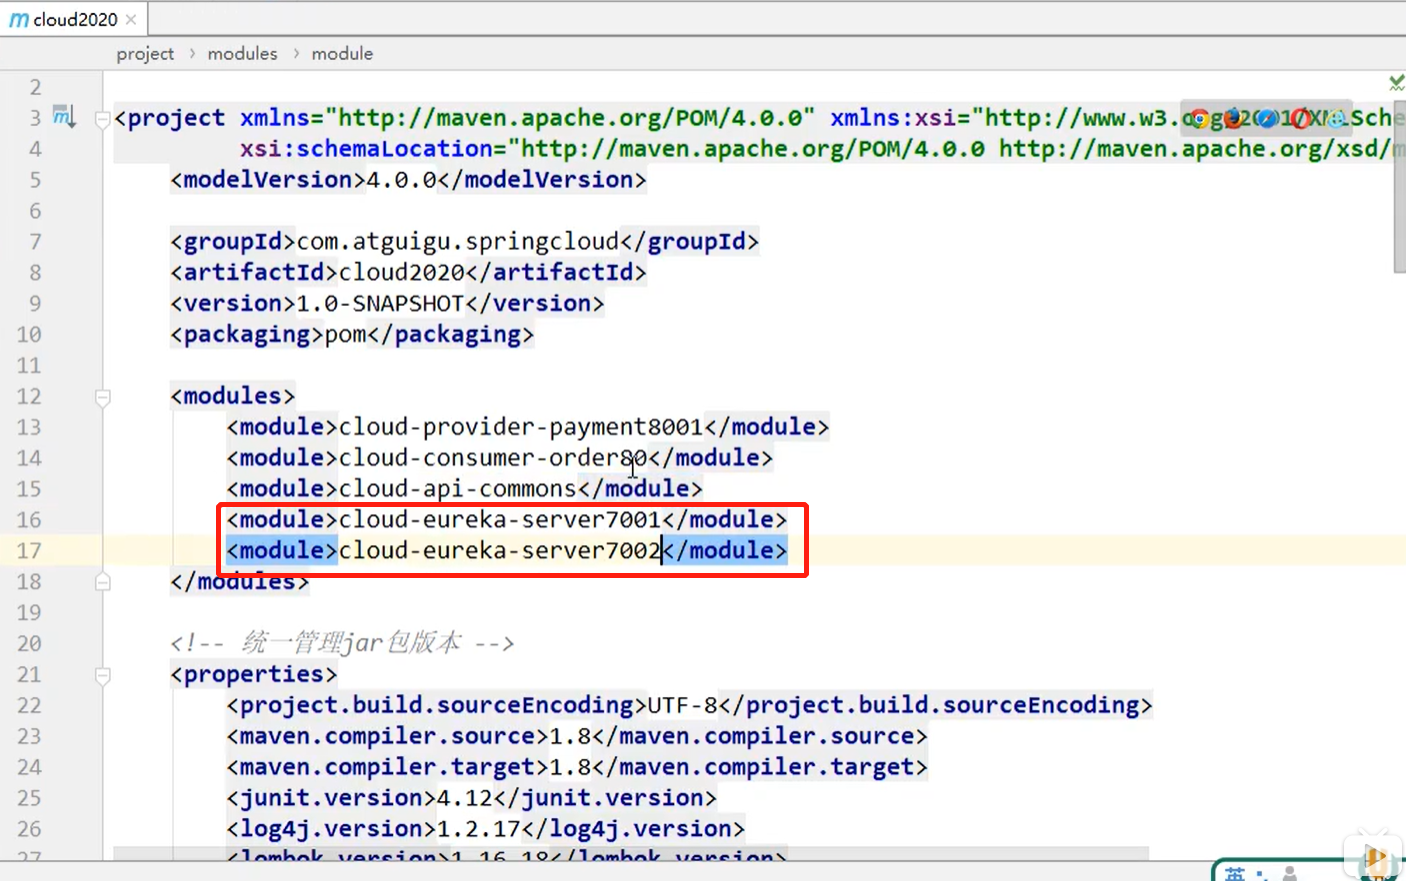 cloud2020
project › modules › module
2
3 <project xmlns="http://maven.apache.org/POM/4.0.0" xmlns:xsi="http://www.w3.org/2001/XMLSche
4 xsi:schemaLocation="http://maven.apache.org/POM/4.0.0 http://maven.apache.org/xsd/m
5 <modelVersion>4.0.0</modelVersion>
6
7 <groupId>com.atguigu.springcloud</groupId>
8 <artifactId>cloud2020</artifactId>
9 <version>1.0-SNAPSHOT</version>
10 <packaging>pom</packaging>
11
12 <modules>
13 <module>cloud-provider-payment8001</module>
14 <module>cloud-consumer-order80</module>
15 <module>cloud-api-commons</module>
16 <module>cloud-eureka-server7001</module>
17 <module>cloud-eureka-server7002</module>
18 </modules>
19
20 <!-- 统一管理jar包版本 -->
21 <properties>
22 <project.build.sourceEncoding>UTF-8</project.build.sourceEncoding>
23 <maven.compiler.source>1.8</maven.compiler.source>
24 <maven.compiler.target>1.8</maven.compiler.target>
25 <junit.version>4.12</junit.version>
26 <log4j.version>1.2.17</log4j.version>
27 <lombok.version>1.16.18</lombok.version>
英